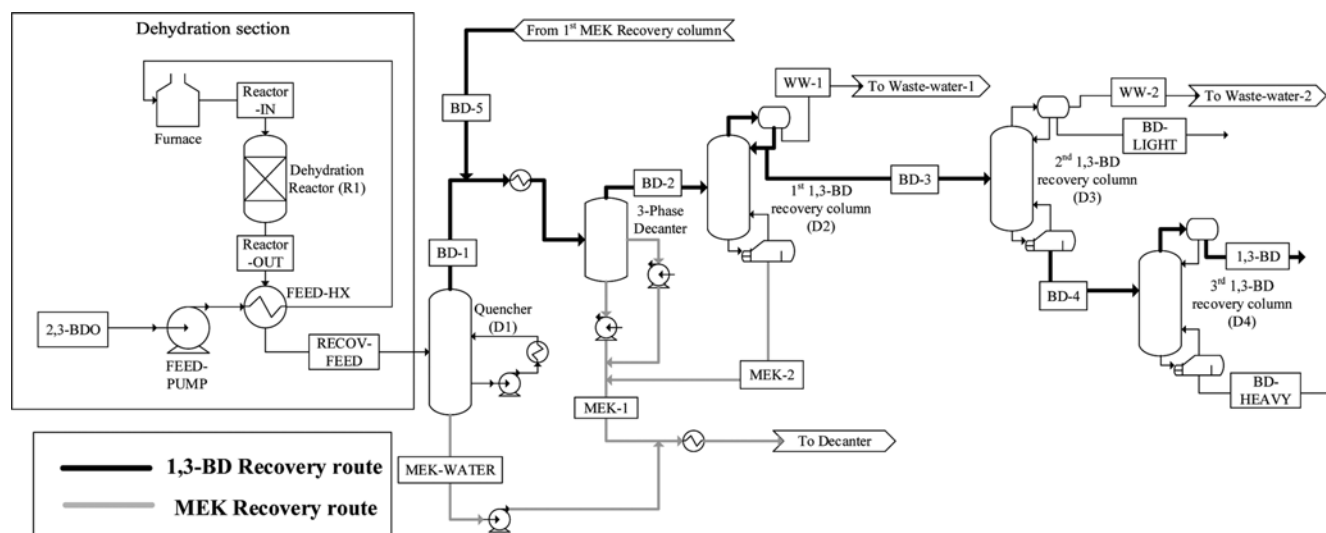 Dehydration section
Furnace
Reactor
-IN
Dehydration
Reactor (R1)
Reactor
-OUT
FEED-HX
2,3-BDO
FEED-
PUMP
RECOV-
FEED
From 1st MEK Recovery column
BD-5
BD-1
Quencher
(D1)
MEK-WATER
3-Phase
Decanter
BD-2
MEK-1
MEK-2
To Decanter
WW-1
To Waste-water-1
1st 1,3-BD
recovery column
(D2)
BD-3
WW-2
To Waste-water-2
BD-
LIGHT
2nd 1,3-BD
recovery column
(D3)
BD-4
1,3-BD
3rd 1,3-BD
recovery column
(D4)
BD-
HEAVY
1,3-BD Recovery route
MEK Recovery route